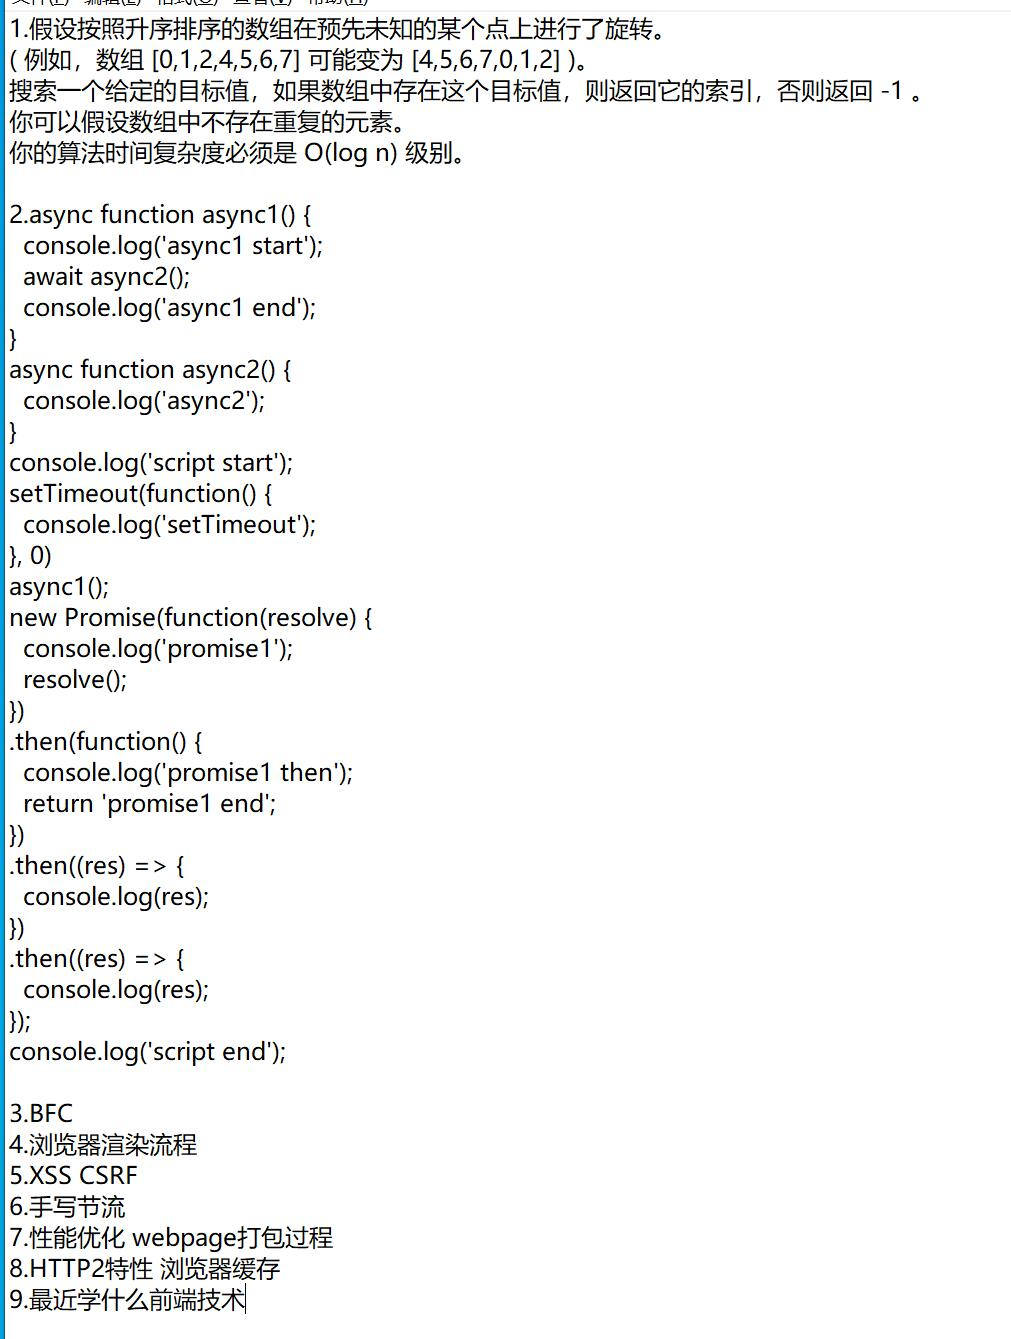 1.假设按照升序排序的数组在预先未知的某个点上进行了旋转。
( 例如，数组 [0,1,2,4,5,6,7] 可能变为 [4,5,6,7,0,1,2] )。
搜索一个给定的目标值，如果数组中存在这个目标值，则返回它的索引，否则返回 -1 。
你可以假设数组中不存在重复的元素。
你的算法时间复杂度必须是 O(log n) 级别。
2.async function async1() {
console.log('async1 start');
await async2();
console.log('async1 end');
}
async function async2() {
console.log('async2');
}
console.log('script start');
setTimeout(function() {
console.log('setTimeout');
}, 0)
async1();
new Promise(function(resolve) {
console.log('promise1');
resolve();
})
.then(function() {
console.log('promise1 then');
return 'promise1 end';
})
.then((res) => {
console.log(res);
})
.then((res) => {
console.log(res);
});
console.log('script end');
3.BFC
4.浏览器渲染流程
5.XSS CSRF
6.手写节流
7.性能优化 webpage打包过程
8.HTTP2特性 浏览器缓存
9.最近学什么前端技术